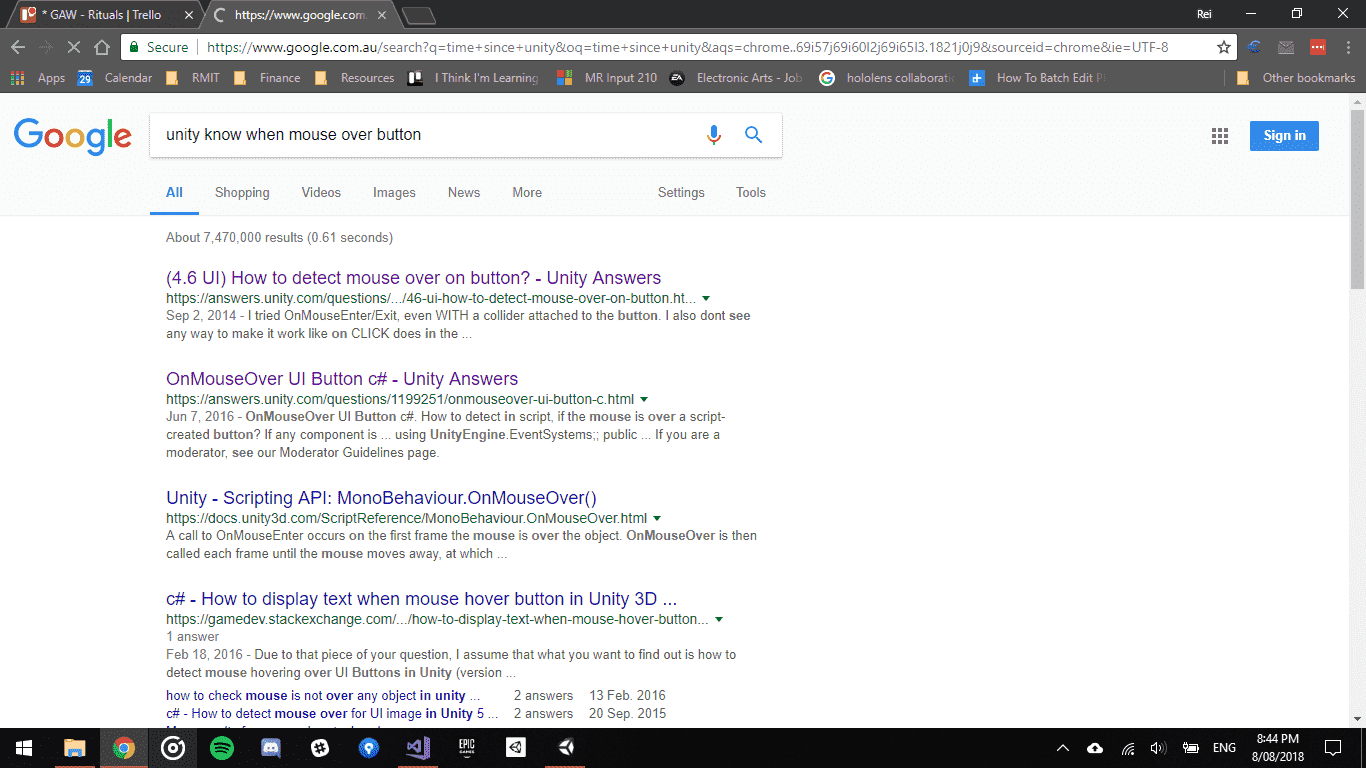 * GAW - Rituals | Trello
https://www.google.com.
Rei
Secure
https://www.google.com.au/search?q=time+since+unity&oq=time+since+unity&aqs=chrome..69i57j69i60l2j69i65l3.1821j0j9&sourceid=chrome&ie=UTF-8
Apps
29
Calendar
RMIT
Finance
Resources
I Think I'm Learning
MR Input 210
EA
Electronic Arts - Job
hololens collaborati
How To Batch Edit P
Other bookmarks
Google
unity know when mouse over button
Sign in
All
Shopping
Videos
Images
News
More
Settings
Tools
About 7,470,000 results (0.61 seconds)
(4.6 UI) How to detect mouse over on button? - Unity Answers
https://answers.unity.com/questions/.../46-ui-how-to-detect-mouse-over-on-button.ht...
Sep 2, 2014 - I tried OnMouseEnter/Exit, even WITH a collider attached to the button. I also dont see
any way to make it work like on CLICK does in the ...
OnMouseOver UI Button c# - Unity Answers
https://answers.unity.com/questions/1199251/onmouseover-ui-button-c.html
Jun 7, 2016 - OnMouseOver UI Button c#. How to detect in script, if the mouse is over a script-
created button? If any component is ... using UnityEngine.EventSystems;; public ... If you are a
moderator, see our Moderator Guidelines page.
Unity - Scripting API: MonoBehaviour.OnMouseOver()
https://docs.unity3d.com/ScriptReference/MonoBehaviour.OnMouseOver.html
A call to OnMouseEnter occurs on the first frame the mouse is over the object. OnMouseOver is then
called each frame until the mouse moves away, at which ...
c# - How to display text when mouse hover button in Unity 3D ...
https://gamedev.stackexchange.com/.../how-to-display-text-when-mouse-hover-button...
1 answer
Feb 18, 2016 - Due to that piece of your question, I assume that what you want to find out is how to
detect mouse hovering over UI Buttons in Unity (version ...
how to check mouse is not over any object in unity ... 2 answers 13 Feb. 2016
c# - How to detect mouse over for UI image in Unity 5 ... 2 answers 20 Sep. 2015
EPIC
GAMES
ENG
8:44 PM
8/08/2018